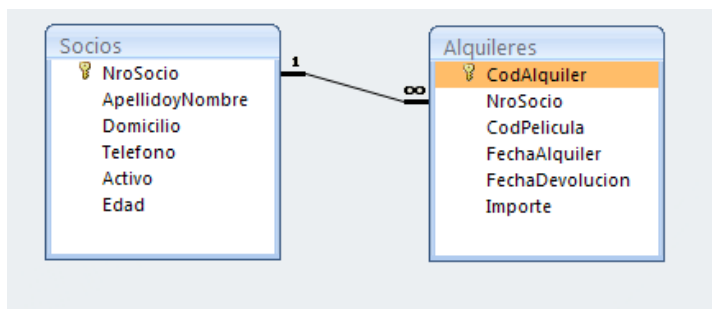 Socios
NroSocio
ApellidoyNombre
Domicilio
Telefono
Activo
Edad
1
∞
Alquileres
CodAlquiler
NroSocio
CodPelicula
FechaAlquiler
FechaDevolucion
Importe